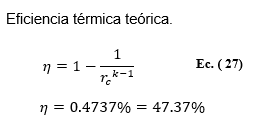 Eficiencia térmica teórica.
η = 1 − 1 / r_c^{k−1} Ec. ( 27)
η = 0.4737% = 47.37%